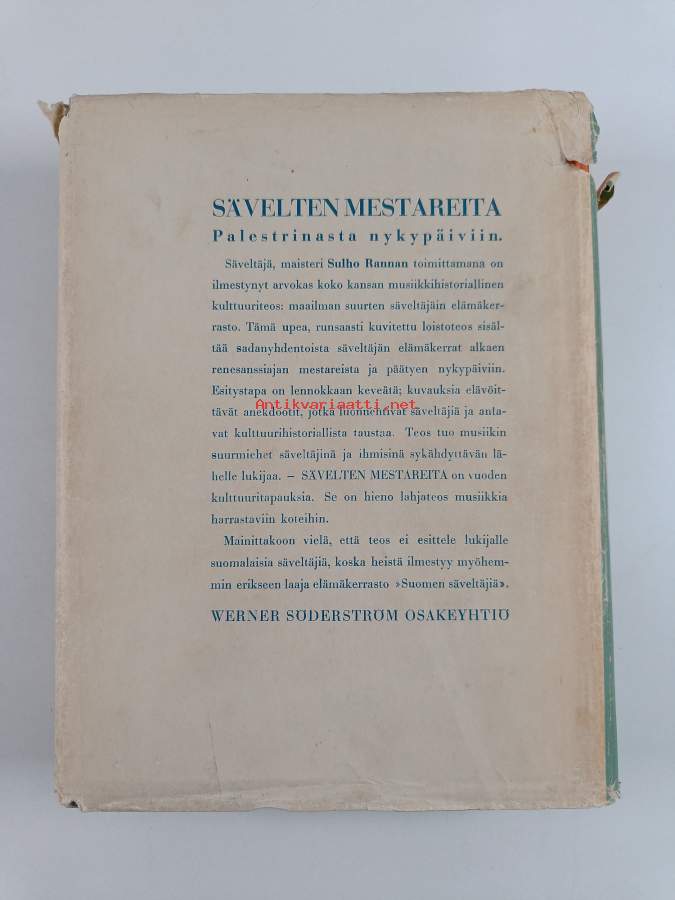 SÄVELTEN MESTAREITA
Palestrinasta nykypäiviin.
Säveltäjä, maisteri Sulho Rannan toimittamana on
ilmestynyt arvokas koko kansan musiikkihistoriallinen
kulttuuriteos: maailman suurten säveltäjäin elämäker-
rasto. Tämä upea, runsaasti kuvitettu loistoteos sisäl-
tää sadanyhdentoista säveltäjän elämäkerrat alkaen
renesanssiajan mestareista ja päätyen nykypäiviin.
Esitystapa on lennokkaan keveätä; kuvauksia elävöit-
Antikvariaatti.net
tävät anekdootit, jotka luonnehtivat säveltäjiä ja anta-
vat kulttuurihistoriallista taustaa. Teos tuo musiikin
suurmiehet säveltäjinä ja ihmisinä sykähdyttävän lä-
helle lukijaa. — SÄVELTEN MESTAREITA on vuoden
kulttuuritapauksia. Se on hieno lahjateos musiikkia
harrastaviin koteihin.
Mainittakoon vielä, että teos ei esittele lukijalle
suomalaisia säveltäjiä, koska heistä ilmestyy myöhem-
min erikseen laaja elämäkerrasto »Suomen säveltäjiä».
WERNER SÖDERSTRÖM OSAKEYHTIÖ